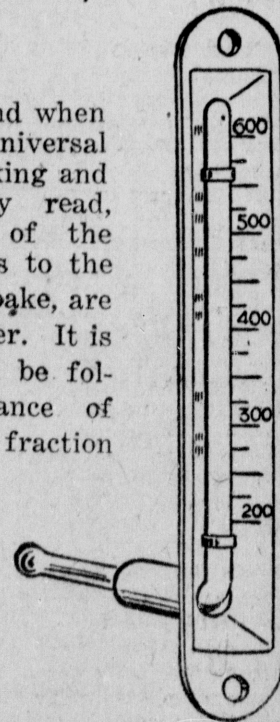 nd when
niversal
king and
y read,
of the
s to the
bake, are
er. It is
be fol-
ance of
fraction
600
500
400
300
200